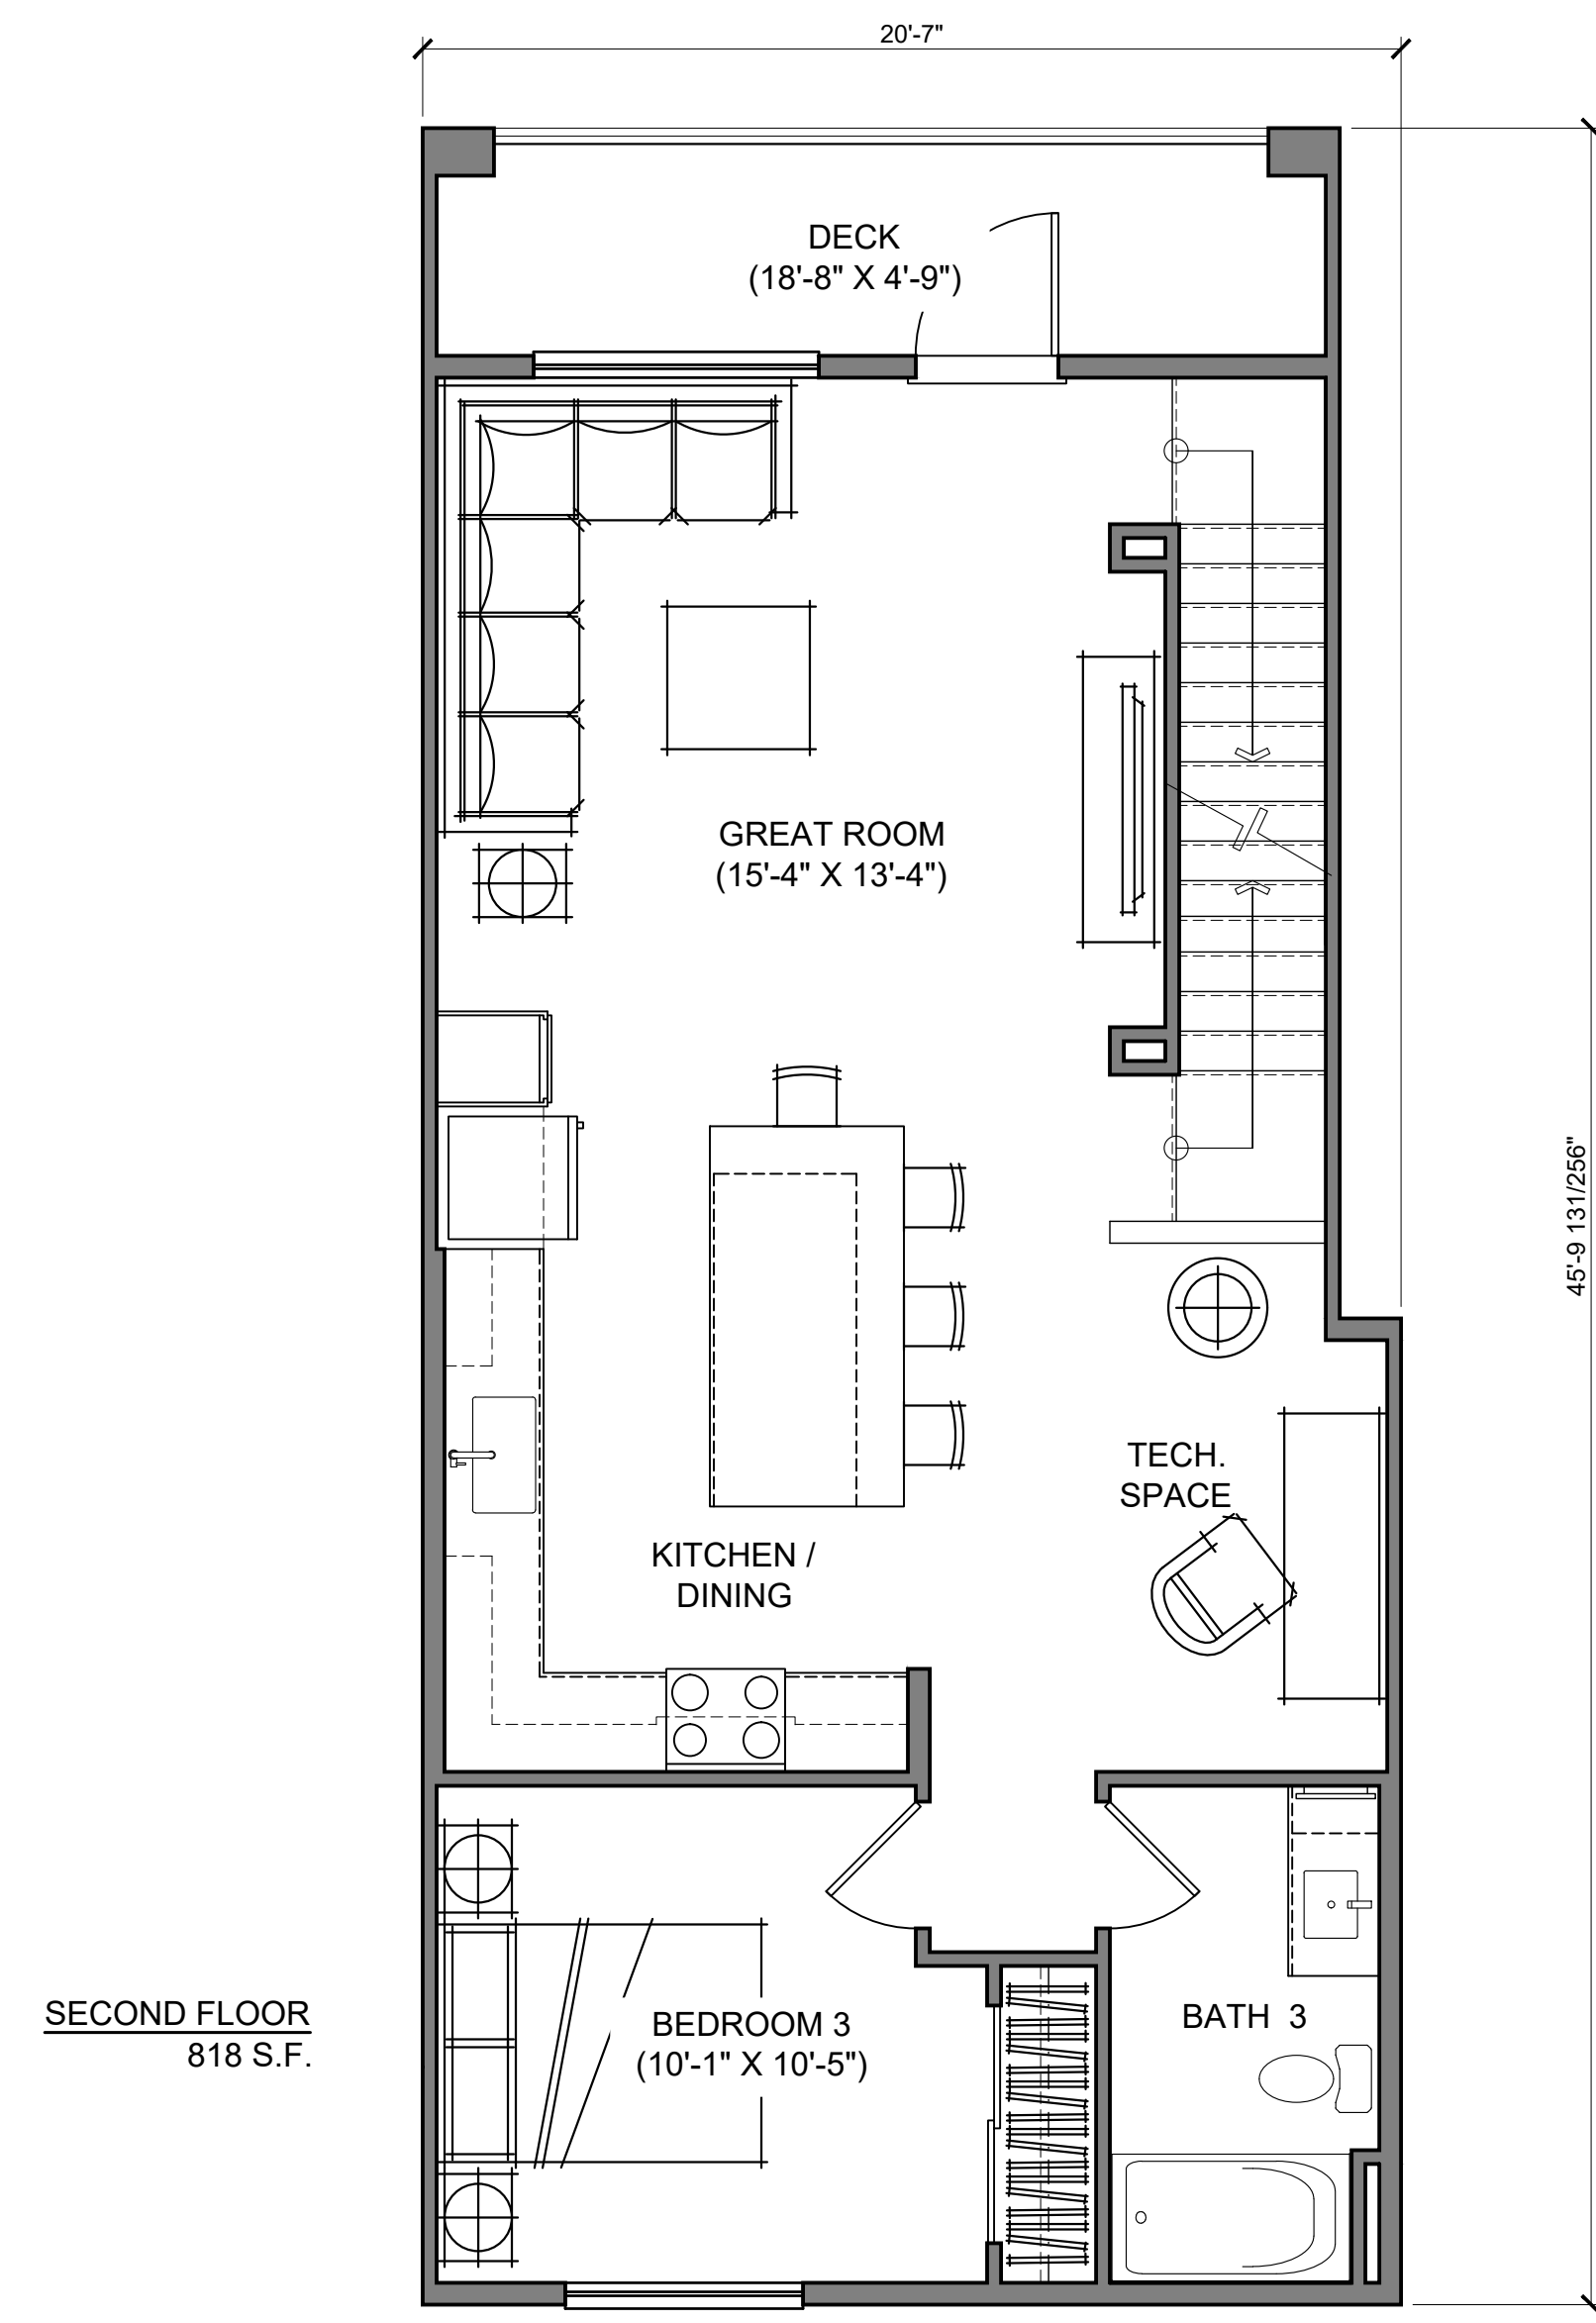 20'-7"
DECK
(18'-8" X 4'-9")
GREAT ROOM
(15'-4" X 13'-4")
45'-9 131/256"
TECH.
SPACE
KITCHEN /
DINING
SECOND FLOOR
818 S.F.
BEDROOM 3
(10'-1" X 10'-5")
BATH 3